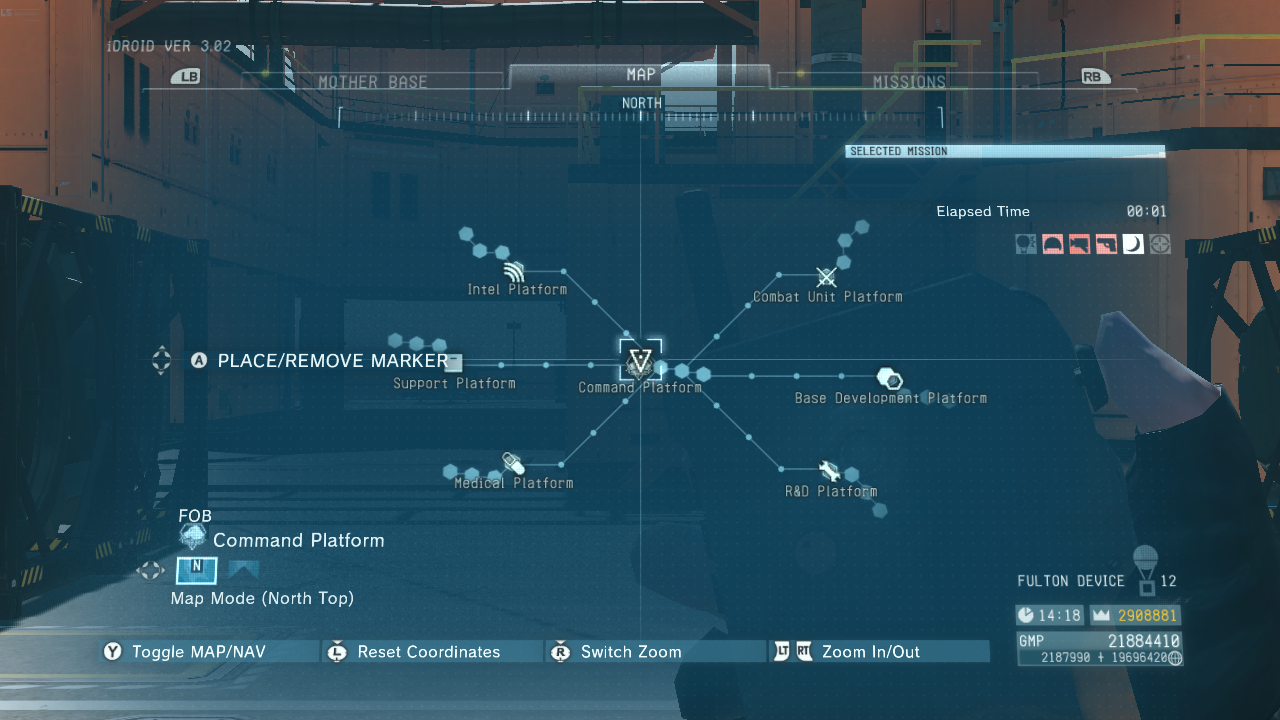 iDROID VER 3.02
LB
MOTHER BASE
MAP
MISSIONS
RB
NORTH
SELECTED MISSION
Elapsed Time 00:01
Intel Platform
Combat Unit Platform
A PLACE/REMOVE MARKER
Support Platform
Command Platform
Base Development Platform
Medical Platform
R&D Platform
FOB
Command Platform
N
Map Mode (North Top)
FULTON DEVICE 12
14:18 2908881
GMP 21884410
2187990 + 19696420
Y Toggle MAP/NAV
L Reset Coordinates
R Switch Zoom
LT RT Zoom In/Out